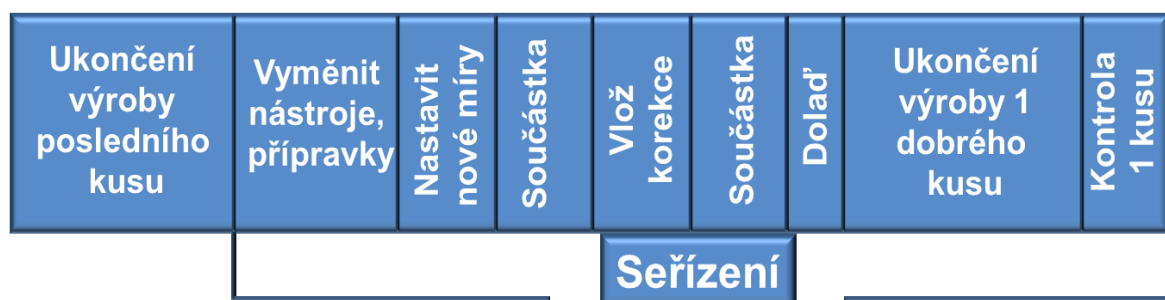 Ukončení
výroby
posledního
kusu
Vyměnit
nástroje,
přípravky
Nastavit
nové míry
Součástka
Vlož
korekce
Součástka
Dolaď
Ukončení
výroby 1
dobrého
kusu
Kontrola
1 kusu
Seřízení